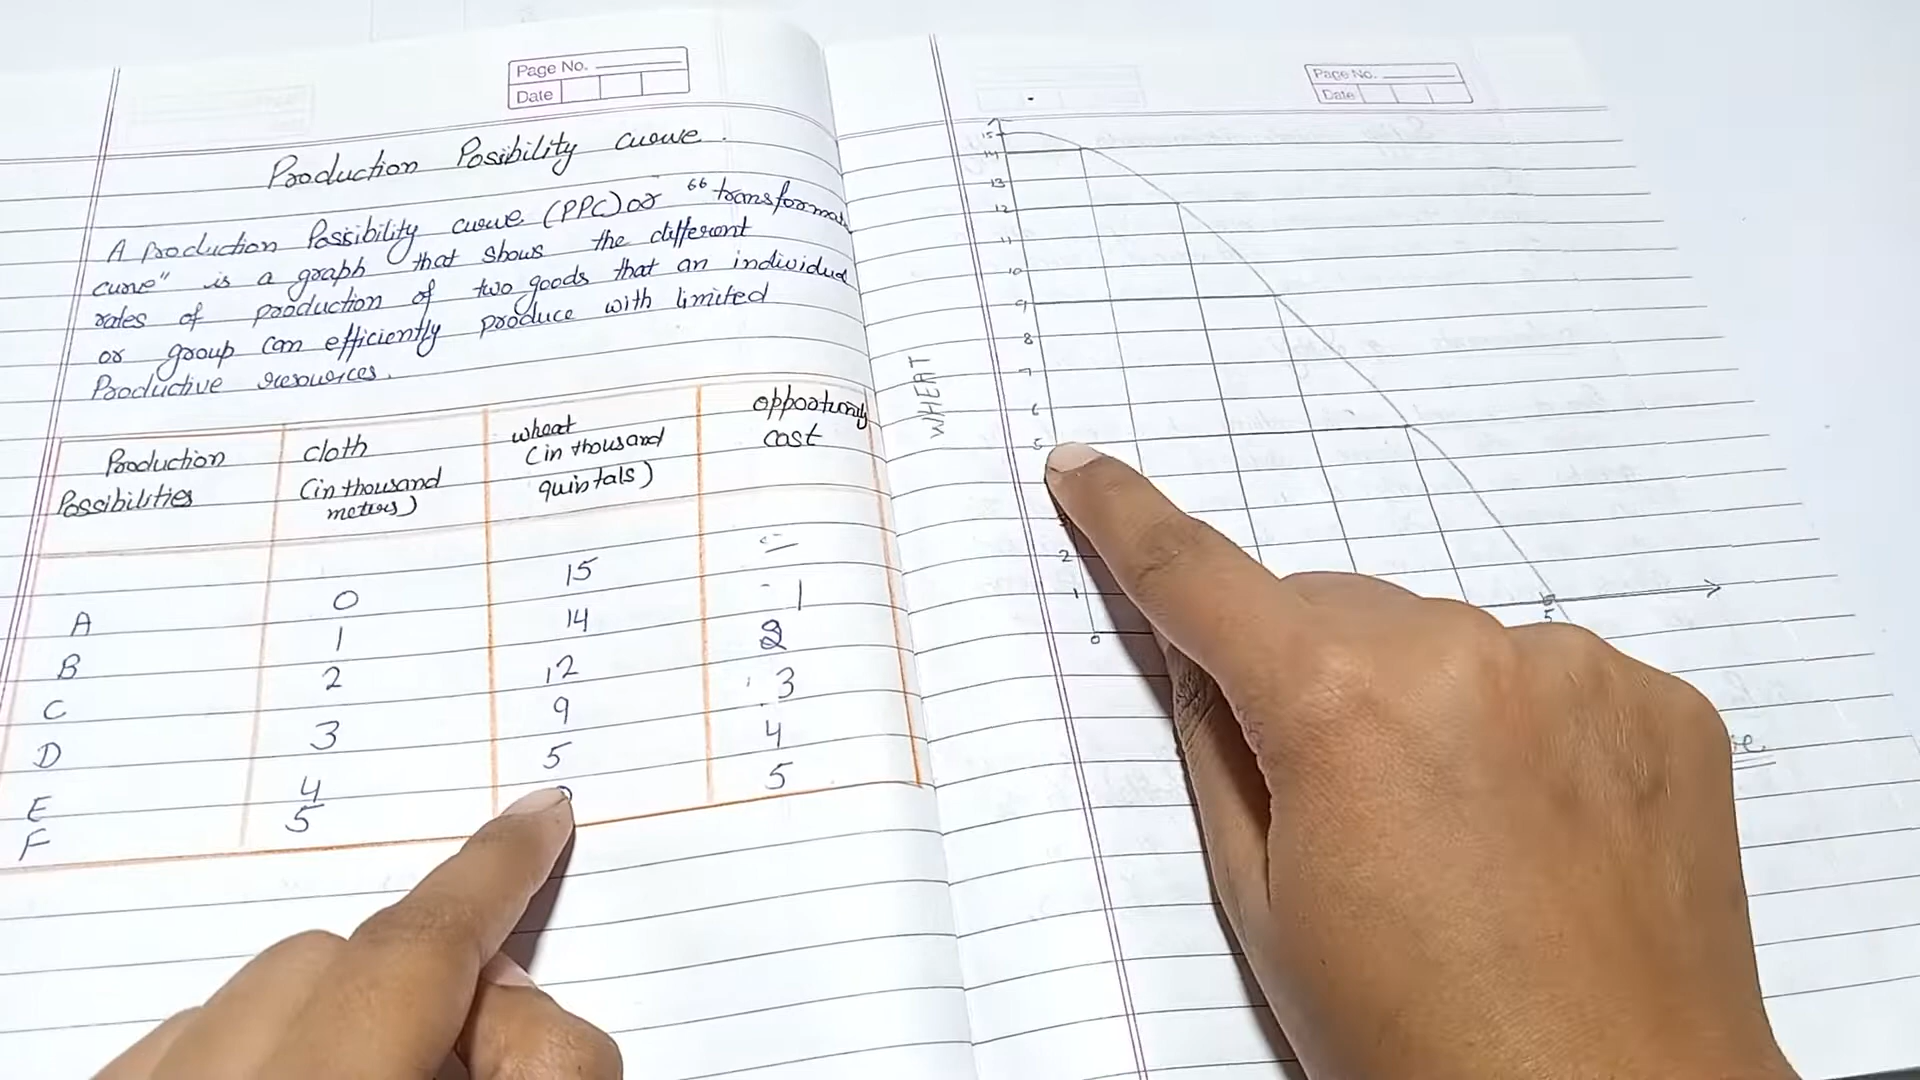 Page No.
Date
Production Possibility curve.
A production Possibility curve (PPC) or "transformat
curve" is a graph that shows the different
rates of production of two goods that an individual
or group can efficiently produce with limited
Productive resources.
Production Possibilities
cloth (in thousand meters)
wheat (in thousand quintals)
opportunity cost
A 0 15 =
B 1 14 1
C 2 12 2
D 3 9 3
E 4 5 4
F 5 5
Page No.
Date
WHEAT
15
14
13
12
11
10
9
8
7
6
5
2
1
0
5